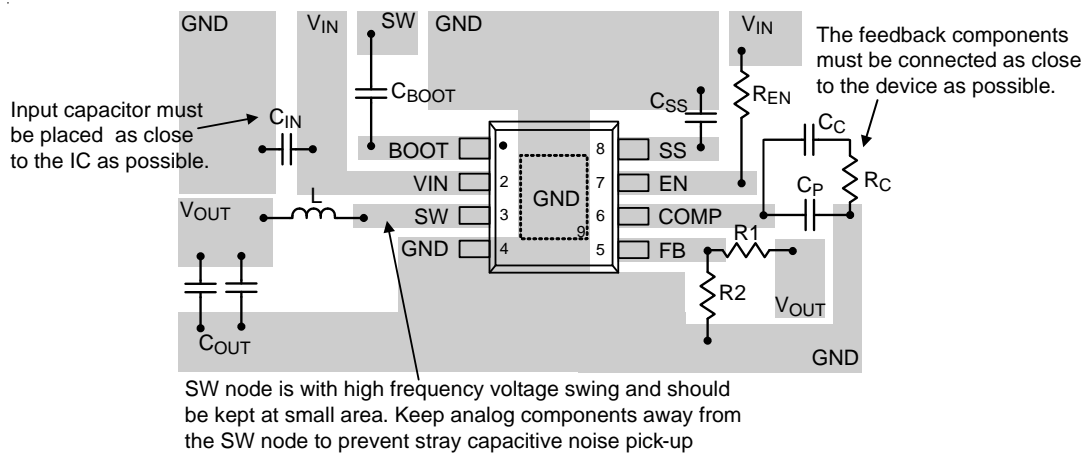 GND
VIN
SW
GND
VIN
The feedback components
must be connected as close
to the device as possible.
Input capacitor must
be placed as close
to the IC as possible.
CIN
CBOOT
CSS
REN
CC
RC
CP
BOOT
VIN
SW
GND
2
3
4
GND
9
8
7
6
5
SS
EN
COMP
FB
VOUT
L
R1
R2
VOUT
COUT
GND
SW node is with high frequency voltage swing and should
be kept at small area. Keep analog components away from
the SW node to prevent stray capacitive noise pick-up